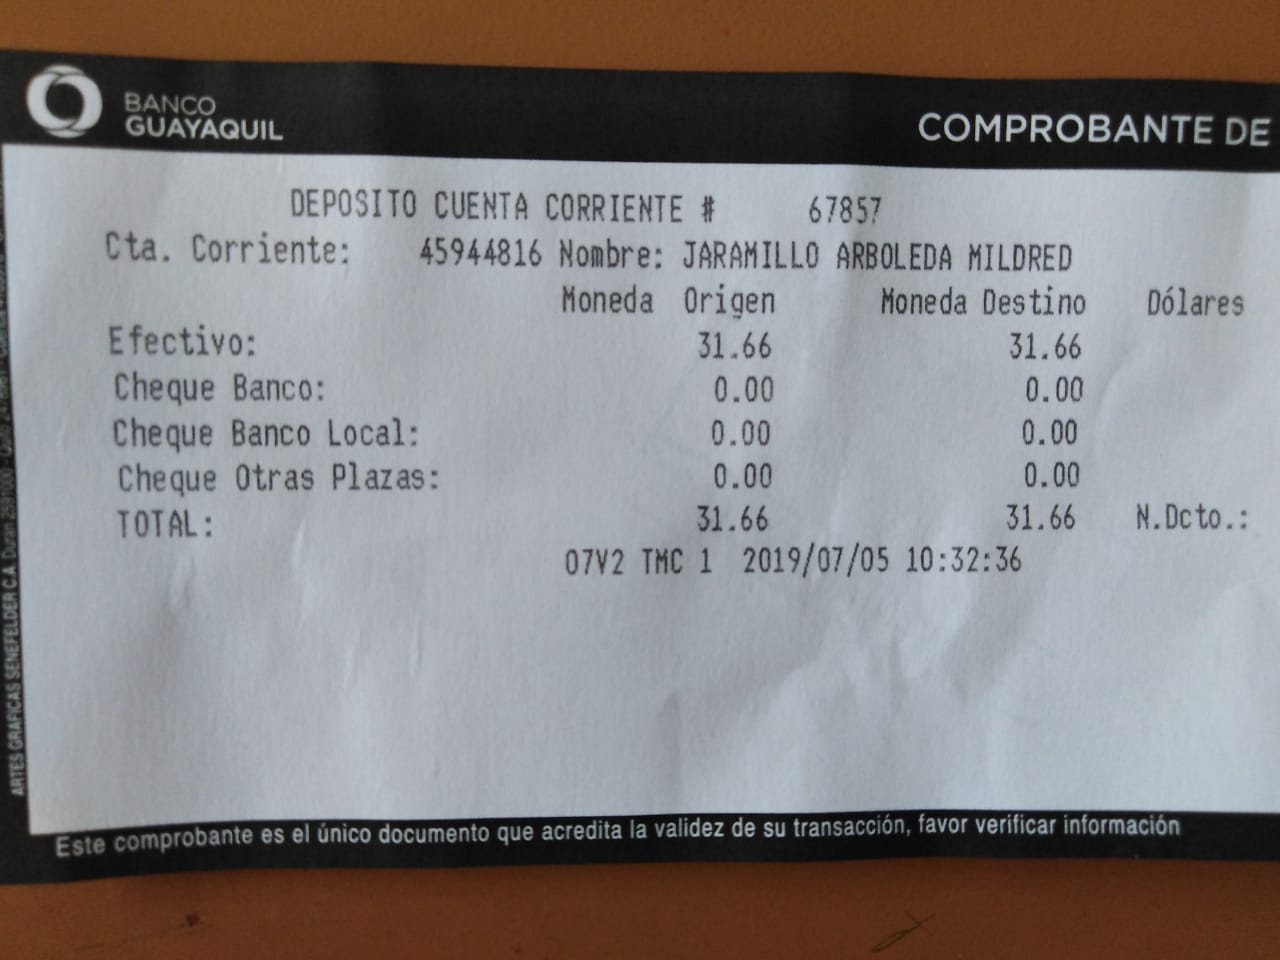 BANCO
GUAYAQUIL
COMPROBANTE DE
DEPOSITO CUENTA CORRIENTE # 67857
Cta. Corriente: 45944816 Nombre: JARAMILLO ARBOLEDA MILDRED
Moneda Origen Moneda Destino Dólares
Efectivo: 31.66 31.66
Cheque Banco: 0.00 0.00
Cheque Banco Local: 0.00 0.00
Cheque Otras Plazas: 0.00 0.00
TOTAL: 31.66 31.66 N.Dcto.:
07V2 TMC 1 2019/07/05 10:32:36
Este comprobante es el único documento que acredita la validez de su transacción, favor verificar información
ARTES GRAFICAS SENEFELDER C.A. Duran